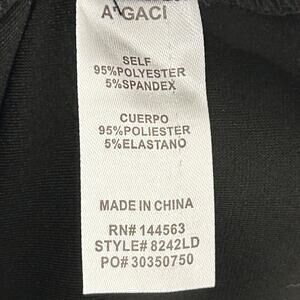 A'GACI
SELF
95%POLYESTER
5%SPANDEX
CUERPO
95%POLIESTER
5%ELASTANO
MADE IN CHINA
RN# 144563
STYLE# 8242LD
PO# 30350750